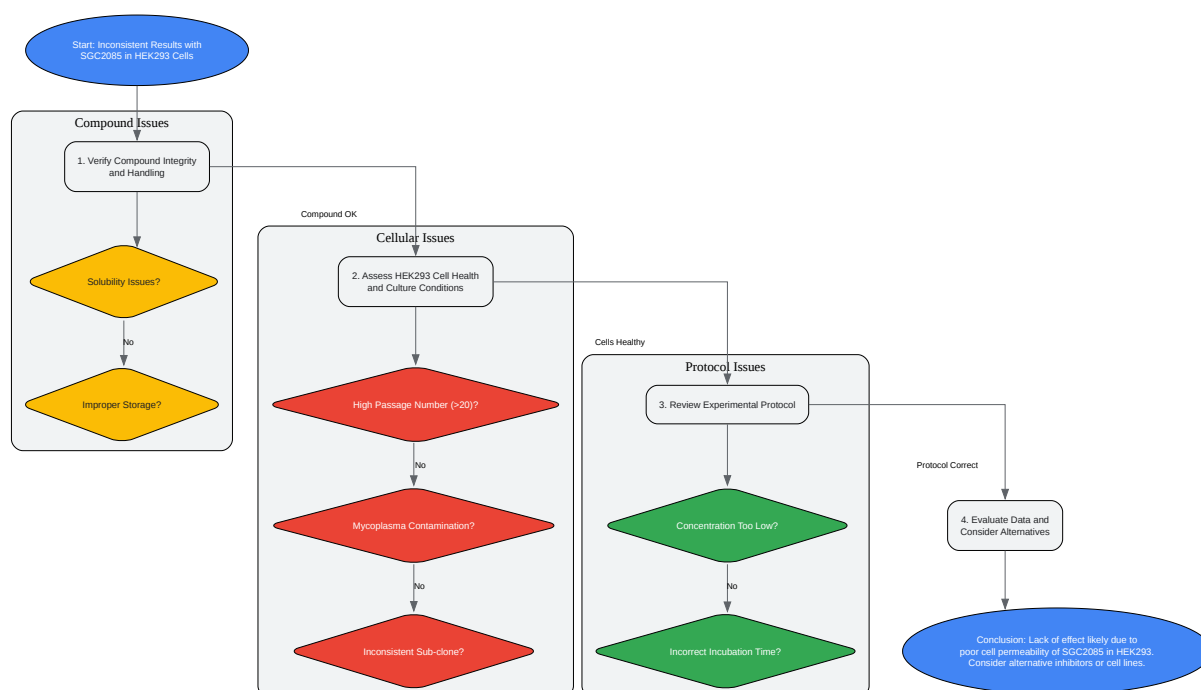 Start: Inconsistent Results with
SGC2085 in HEK293 Cells
Compound Issues
1. Verify Compound Integrity
and Handling
Solubility Issues?
No
Improper Storage?
Compound OK
Cellular Issues
2. Assess HEK293 Cell Health
and Culture Conditions
High Passage Number (>20)?
No
Mycoplasma Contamination?
No
Inconsistent Sub-clone?
Cells Healthy
Protocol Issues
3. Review Experimental Protocol
Concentration Too Low?
No
Incorrect Incubation Time?
Protocol Correct
4. Evaluate Data and
Consider Alternatives
Conclusion: Lack of effect likely due to
poor cell permeability of SGC2085 in HEK293.
Consider alternative inhibitors or cell lines.